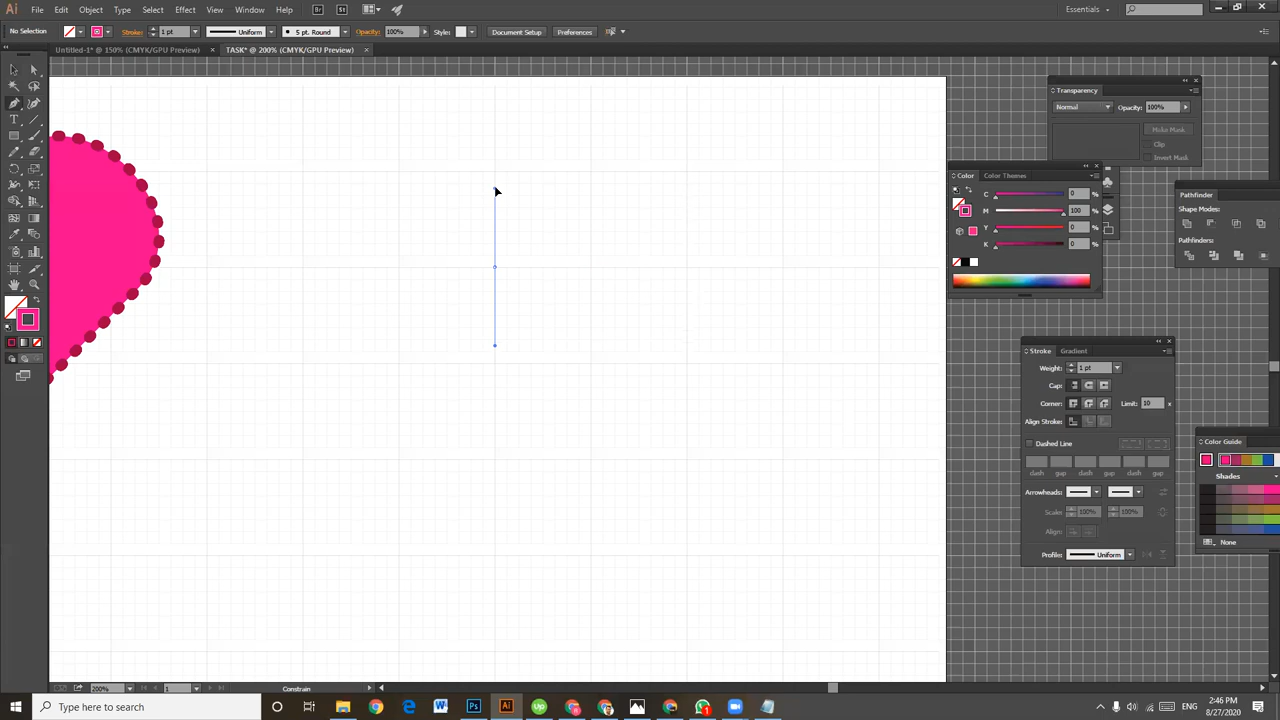 Ai File Edit Object Type Select Effect View Window Help Br St Essentials
No Selection Stroke: 1 pt Uniform 5 pt. Round Opacity: 100% Style: Document Setup Preferences
Untitled-1* @ 150% (CMYK/GPU Preview) × TASK* @ 200% (CMYK/GPU Preview) ×
Transparency
Normal Opacity: 100%
Make Mask
Clip
Invert Mask
Color Color Themes
C 0 %
M 100 %
Y 0 %
K 0 %
Pathfinder
Shape Modes:
Pathfinders:
Stroke Gradient
Weight: 1 pt
Cap:
Corner: Limit: 10 x
Align Stroke:
Dashed Line
dash gap dash gap dash gap
Arrowheads:
Scale: 100% 100%
Align:
Profile: Uniform
Color Guide
Shades
None
200% 1 Constrain
Type here to search
2:46 PM
8/27/2020